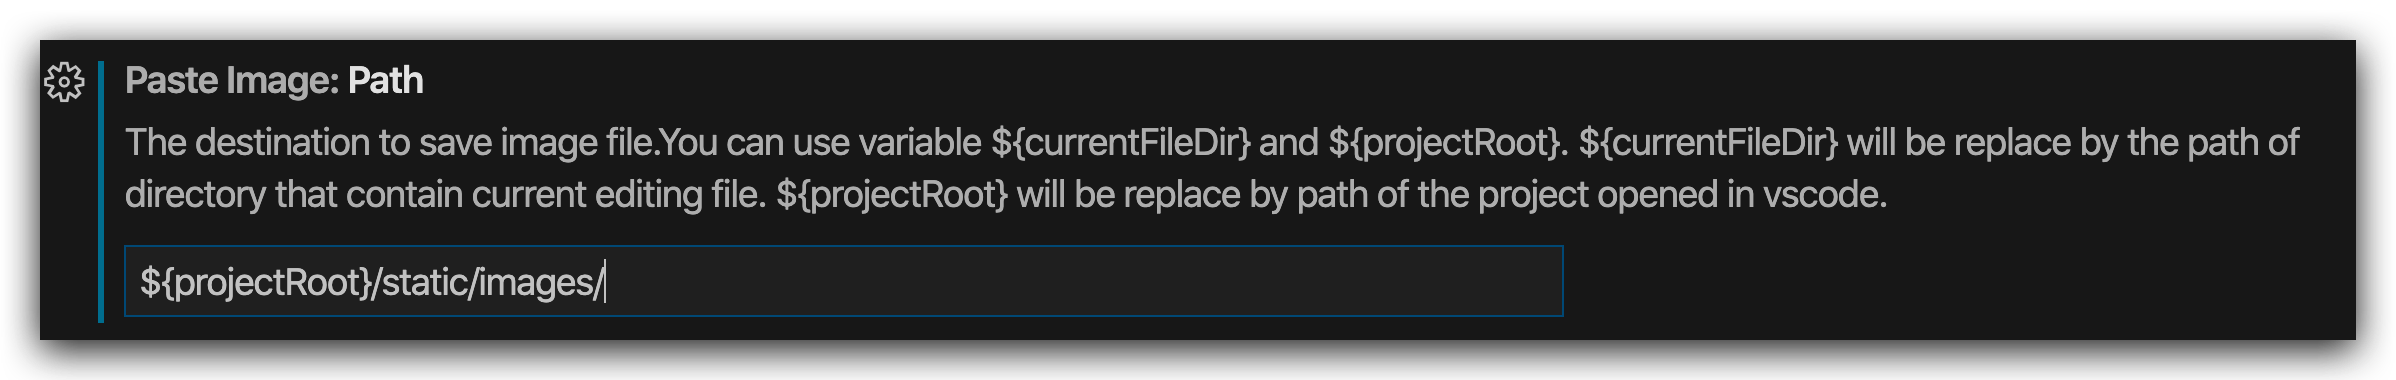 Paste Image: Path
The destination to save image file.You can use variable ${currentFileDir} and ${projectRoot}. ${currentFileDir} will be replace by the path of
directory that contain current editing file. ${projectRoot} will be replace by path of the project opened in vscode.
${projectRoot}/static/images/